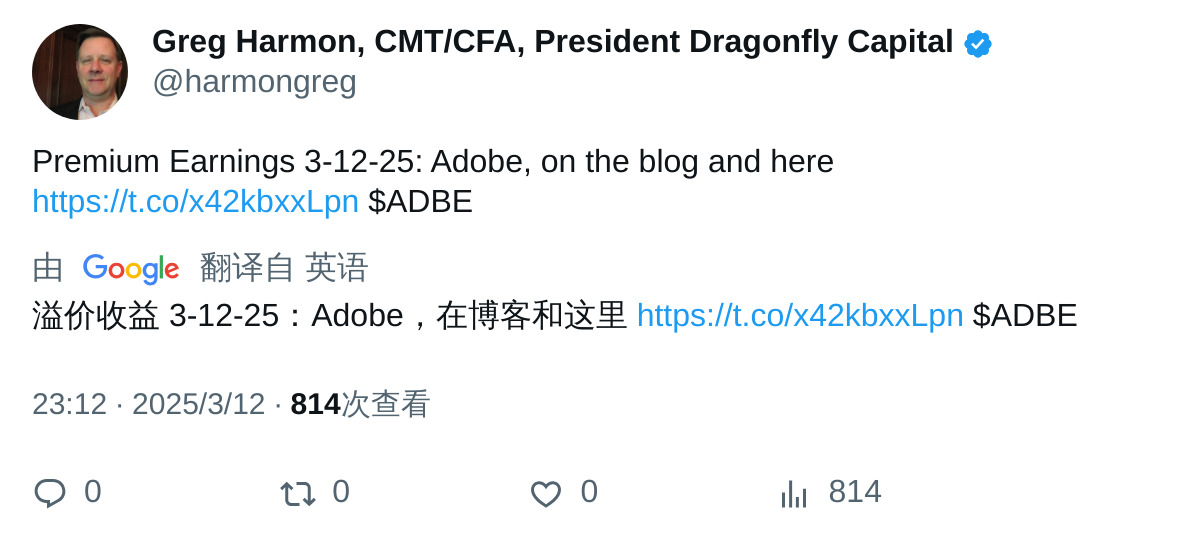 Greg Harmon, CMT/CFA, President Dragonfly Capital
@harmongreg
Premium Earnings 3-12-25: Adobe, on the blog and here
https://t.co/x42kbxxLpn $ADBE
由 Google 翻译自 英语
溢价收益 3-12-25：Adobe，在博客和这里 https://t.co/x42kbxxLpn $ADBE
23:12 · 2025/3/12 · 814次查看
0 0 0 814